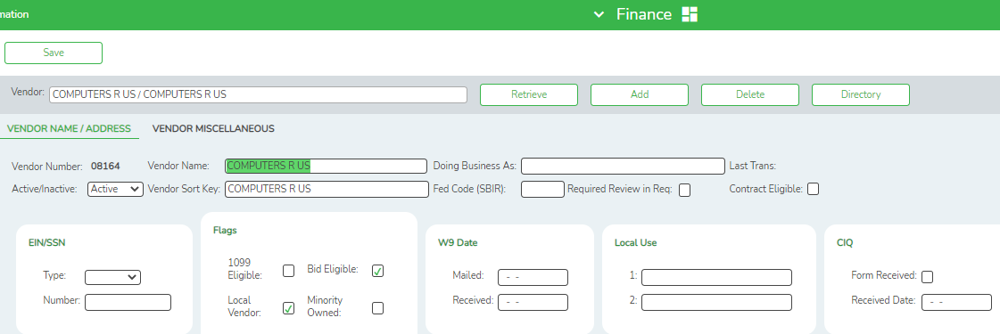 mation
Finance
Save
Vendor: COMPUTERS R US / COMPUTERS R US Retrieve Add Delete Directory
VENDOR NAME / ADDRESS VENDOR MISCELLANEOUS
Vendor Number: 08164 Vendor Name: COMPUTERS R US Doing Business As: Last Trans:
Active/Inactive: Active Vendor Sort Key: COMPUTERS R US Fed Code (SBIR): Required Review in Req: Contract Eligible:
EIN/SSN
Type:
Number:
Flags
1099
Eligible:
Bid Eligible:
Local
Vendor:
Minority
Owned:
W9 Date
Mailed: - -
Received: - -
Local Use
1:
2:
CIQ
Form Received:
Received Date: - -